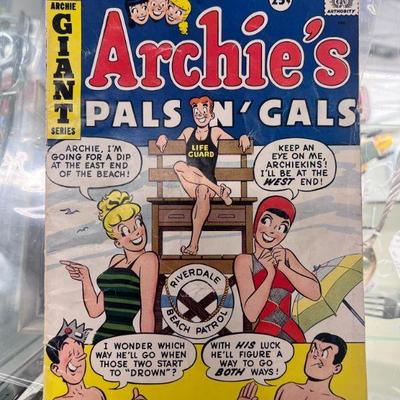 ARCHIE
GIANT
SERIES
25¢
AUTHORITY
Archie's
PALS 'N' GALS
LIFE
GUARD
ARCHIE, I'M
GOING FOR A DIP
AT THE EAST END
OF THE BEACH!
KEEP AN
EYE ON ME,
ARCHIEKINS!
I'LL BE AT THE
WEST END!
RIVERDALE
BEACH PATROL
I WONDER WHICH
WAY HE'LL GO WHEN
THOSE TWO START
TO "DROWN"?
WITH HIS LUCK
HE'LL FIGURE A
WAY TO GO
BOTH WAYS!